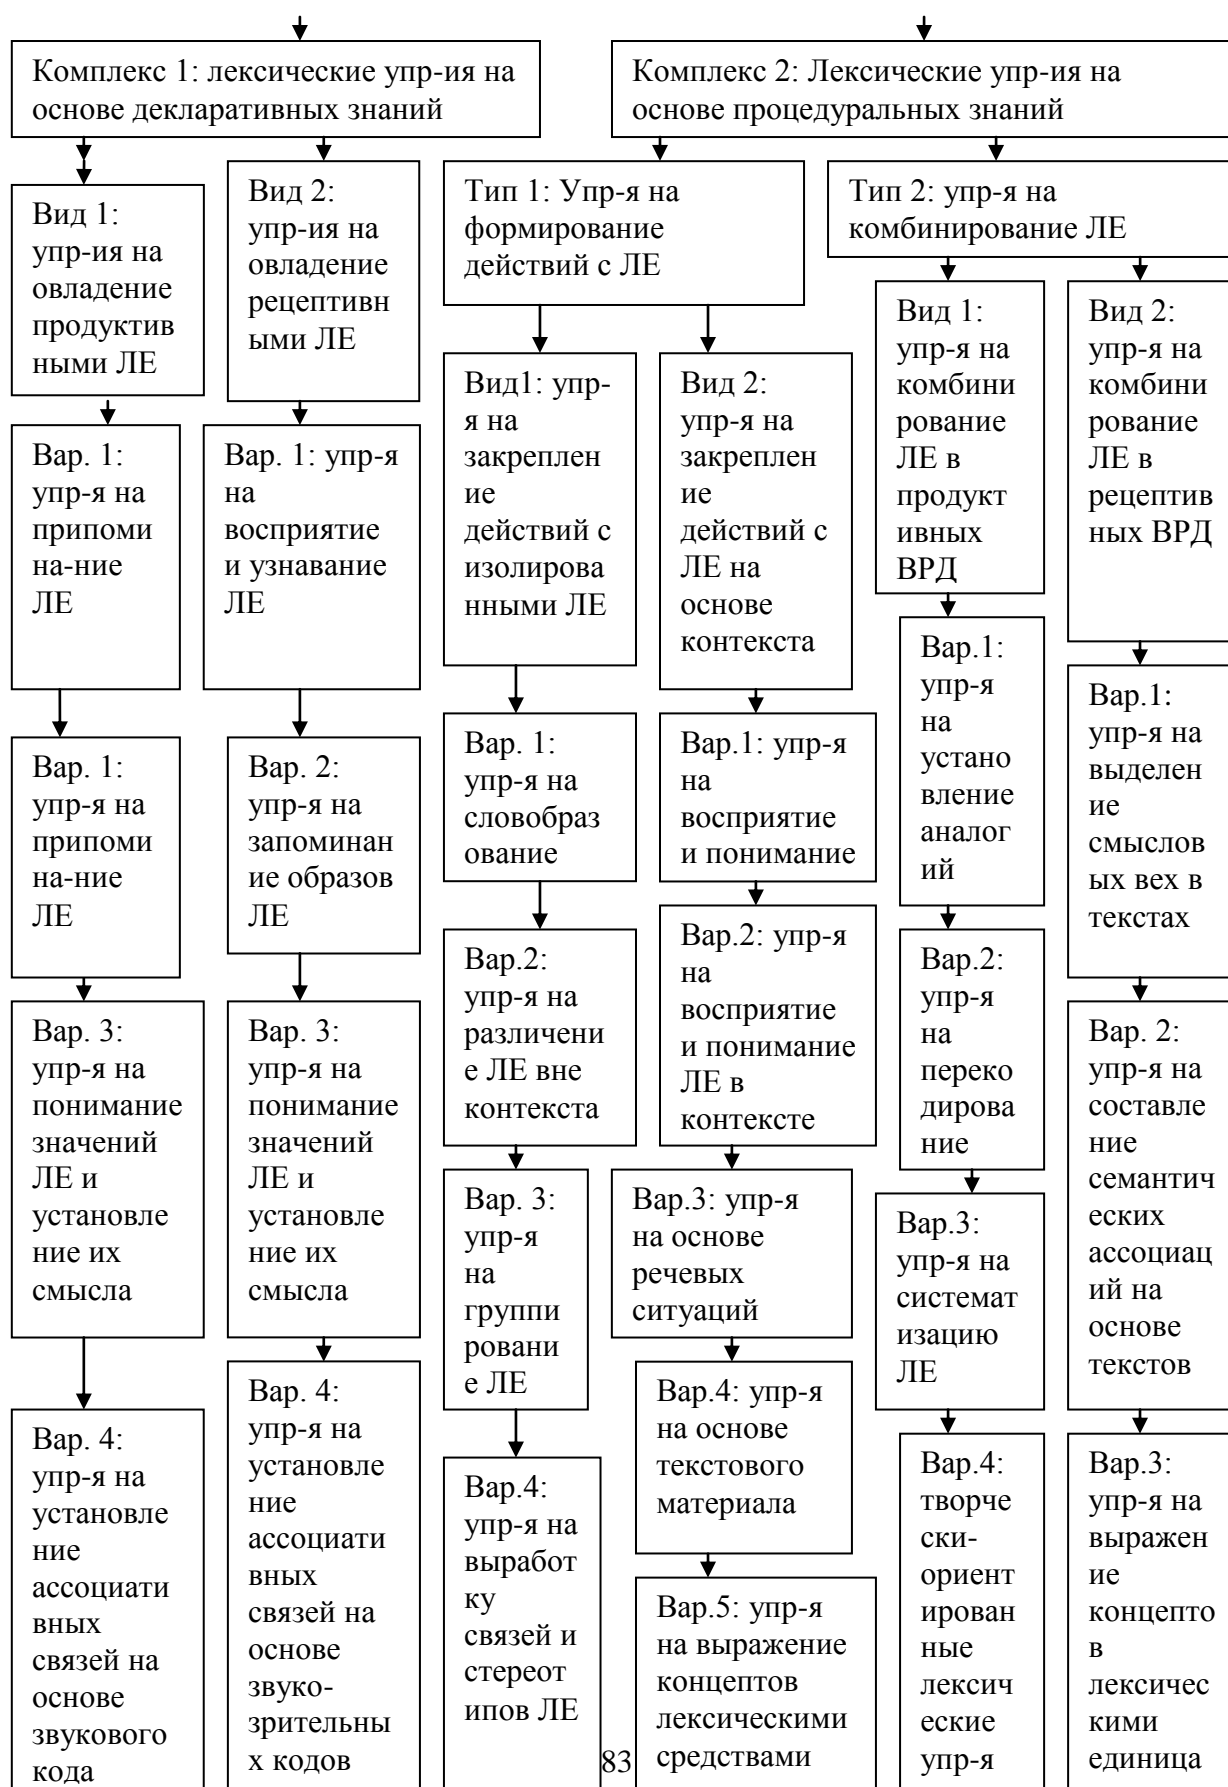 Комплекс 1: лексические упр-ия на
основе декларативных знаний
Комплекс 2: Лексические упр-ия на
основе процедуральных знаний
Вид 1:
упр-ия на
овладение
продуктив
ными ЛЕ
Вид 2:
упр-ия на
овладение
рецептивн
ыми ЛЕ
Тип 1: Упр-я на
формирование
действий с ЛЕ
Тип 2: упр-я на
комбинирование ЛЕ
Вар. 1:
упр-я на
припоми
на-ние
ЛЕ
Вар. 1: упр-я
на
восприятие
и узнавание
ЛЕ
Вид1: упр-
я на
закреплен
ие
действий с
изолирова
нными ЛЕ
Вид 2:
упр-я на
закреплен
ие
действий с
ЛЕ на
основе
контекста
Вид 1:
упр-я на
комбини
рование
ЛЕ в
продукт
ивных
ВРД
Вид 2:
упр-я на
комбини
рование
ЛЕ в
рецептив
ных ВРД
Вар. 1:
упр-я на
припоми
на-ние
ЛЕ
Вар. 2:
упр-я на
запоминан
ие образов
ЛЕ
Вар. 1:
упр-я на
словобраз
ование
Вар.1: упр-я
на
восприятие
и понимание
Вар.1:
упр-я
на
устано
вление
аналог
ий
Вар.1:
упр-я на
выделен
ие
смыслов
ых вех в
текстах
Вар. 3:
упр-я на
понимание
значений
ЛЕ и
установле
ние их
смысла
Вар. 3:
упр-я на
понимание
значений
ЛЕ и
установле
ние их
смысла
Вар.2:
упр-я на
различени
е ЛЕ вне
контекста
Вар.2: упр-я
на
восприятие
и понимание
ЛЕ в
контексте
Вар.2:
упр-я
на
переко
дирова
ние
Вар. 2:
упр-я на
составле
ние
семантич
еских
ассоциац
ий на
основе
текстов
Вар. 4:
упр-я на
установле
ние
ассоциати
вных
связей на
основе
звукового
кода
Вар. 4:
упр-я на
установле
ние
ассоциати
вных
связей на
основе
звуко-
зрительны
х кодов
Вар. 3:
упр-я
на
группи
ровани
е ЛЕ
Вар.3: упр-я
на основе
речевых
ситуаций
Вар.3:
упр-я на
системат
изацию
ЛЕ
Вар.3:
упр-я на
выражен
ие
концепто
в
лексичес
кими
единица
Вар.4:
упр-я на
выработ
ку
связей и
стереот
ипов ЛЕ
Вар.4: упр-я
на основе
текстового
материала
Вар.4:
творче
ски-
ориент
ирован
ные
лексич
еские
упр-я
Вар.5: упр-я
на выражение
концептов
лексическими
средствами
83